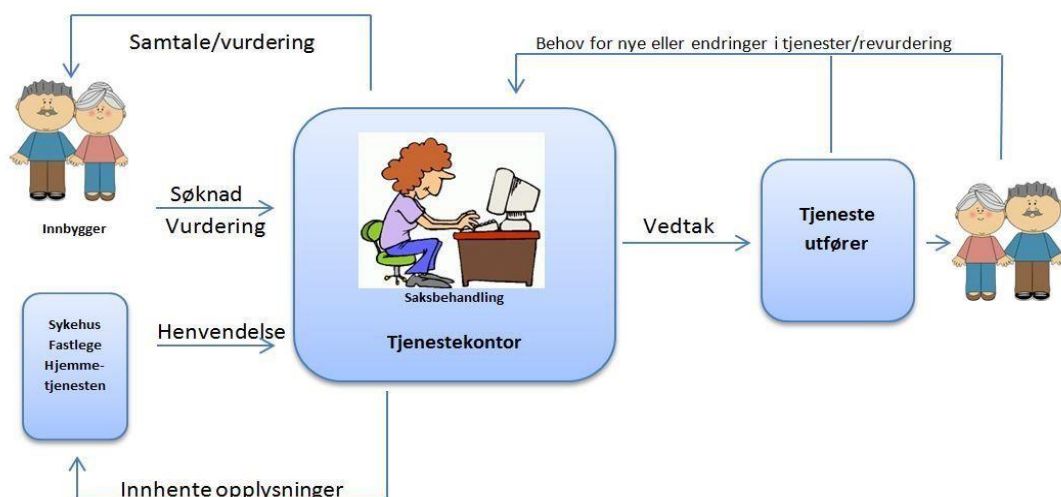 Samtale/vurdering
Behov for nye eller endringer i tjenester/revurdering
Innbygger
Søknad
Vurdering
Saksbehandling
Tjenestekontor
Vedtak
Tjeneste
utfører
Sykehus
Fastlege
Hjemme-
tjenesten
Henvendelse
Innhente opplysninger